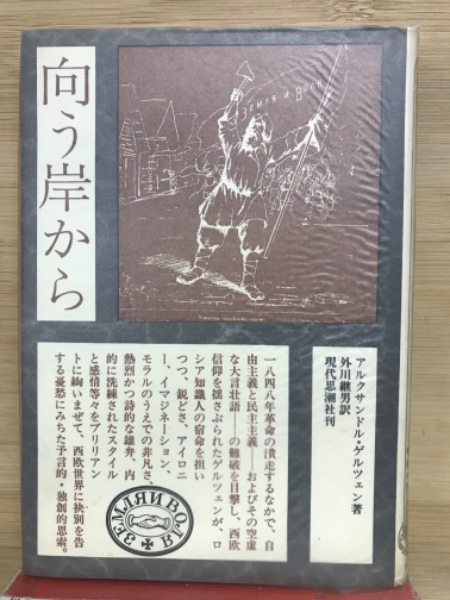 向う岸から
ЗЕМЛЯ И ВОЛЯ
アルクサンドル・ゲルツェン著
外川継男訳
現代思潮社刊
一八四八年革命の潰走するなかで、自
由主義と民主主義――およびその空虚
な大言壮語――の難破を目撃し、西欧
信仰を揺さぶられたゲルツェンが、ロ
シア知識人の宿命を担い
つつ、鋭どさ、アイロニ
ー、イマジネーション、
モラルのうえでの非凡さ、
熱烈かつ詩的な雄弁、内
的に洗練されたスタイル
と感情等々をブリリアン
トに綯いまぜて、西欧世界に袂別を告
する憂愁にみちた予言的・独創的思索。
ЗЕМЛЯ И ВОЛЯ